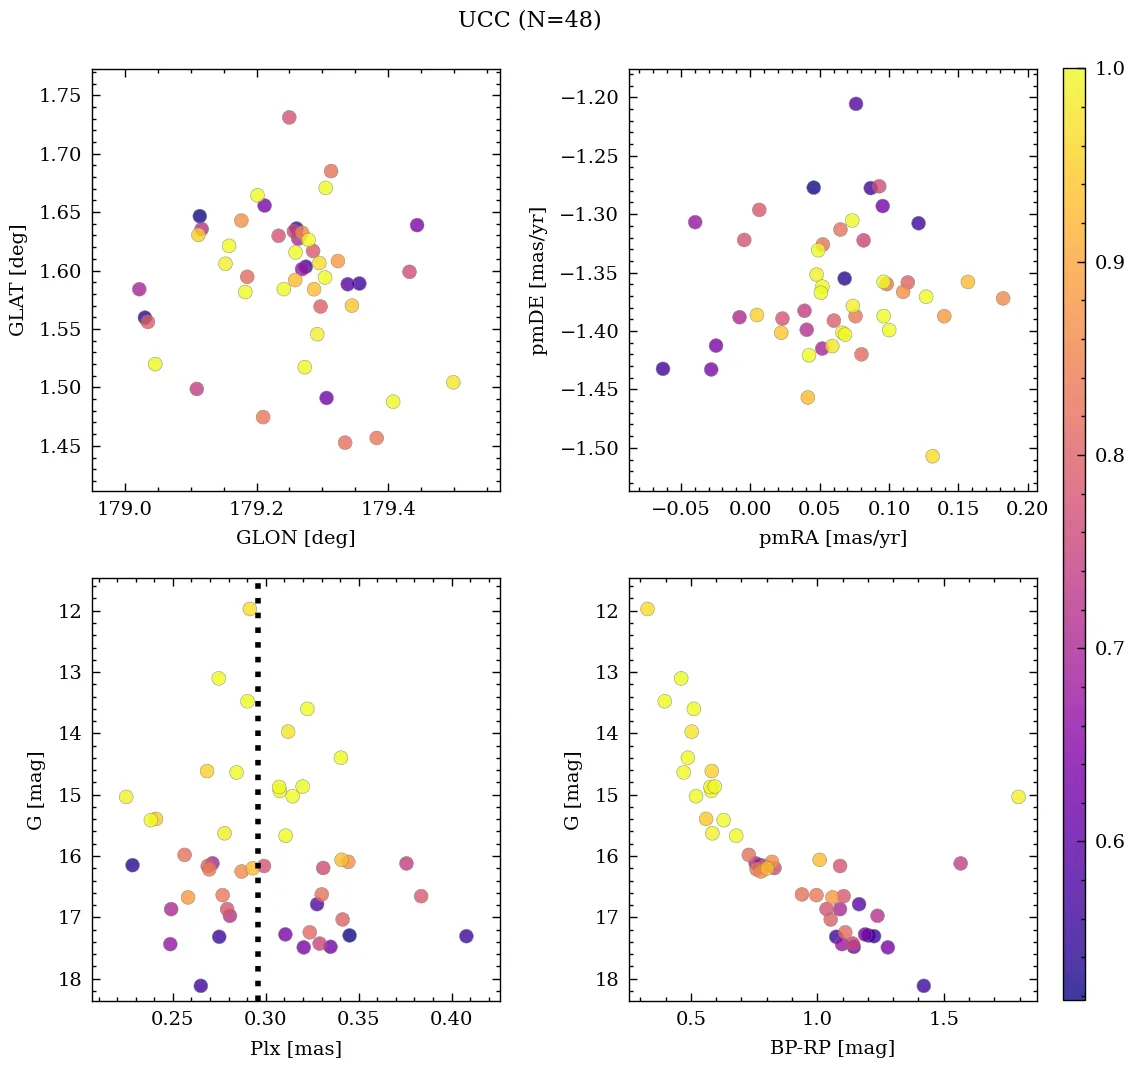 UCC (N=48)
1.75
1.70
1.65
1.60
1.55
1.50
1.45
GLAT [deg]
179.0 179.2 179.4
GLON [deg]
−1.20
−1.25
−1.30
−1.35
−1.40
−1.45
−1.50
pmDE [mas/yr]
−0.05 0.00 0.05 0.10 0.15 0.20
pmRA [mas/yr]
12
13
14
15
16
17
18
G [mag]
0.25 0.30 0.35 0.40
Plx [mas]
12
13
14
15
16
17
18
G [mag]
0.5 1.0 1.5
BP-RP [mag]
1.0
0.9
0.8
0.7
0.6